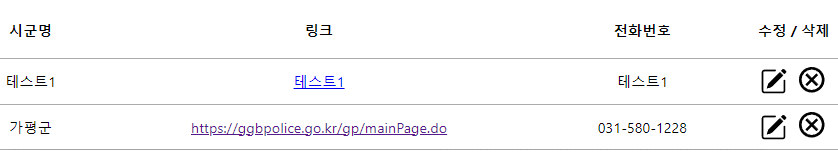 시군명 링크 전화번호 수정 / 삭제
테스트1 테스트1 테스트1
가평군 https://ggbpolice.go.kr/gp/mainPage.do 031-580-1228